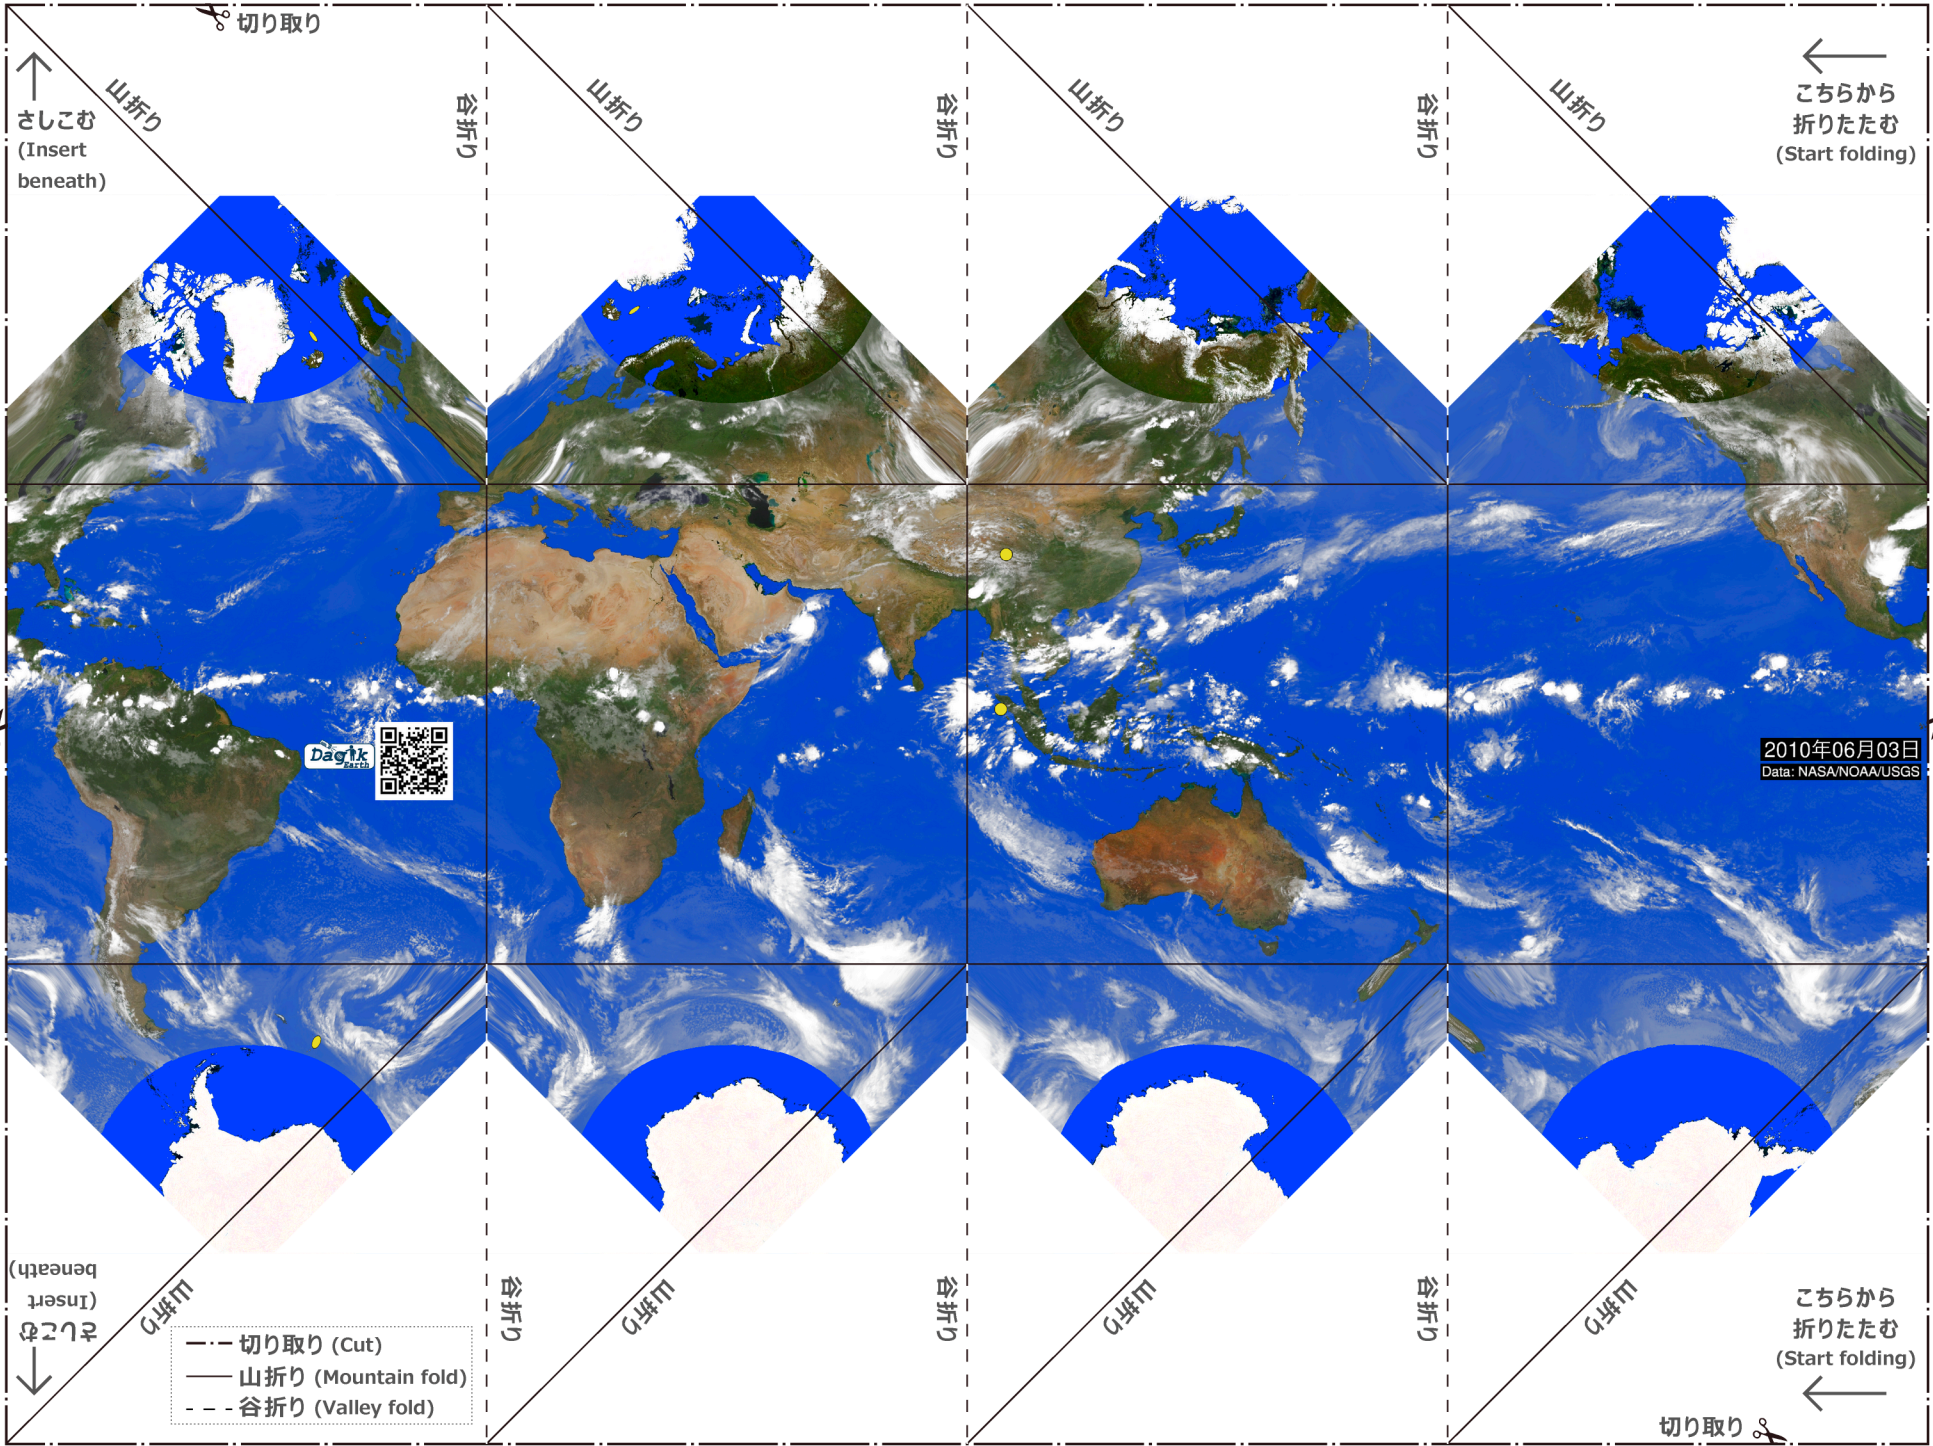 切り取り
山折り
谷折り
山折り
谷折り
山折り
谷折り
山折り
さしこむ
(Insert
beneath)
こちらから
折りたたむ
(Start folding)
Dagik
Earth
2010年06月03日
Data: NASA/NOAA/USGS
さしこむ
(Insert
beneath)
山折り
谷折り
山折り
谷折り
山折り
谷折り
山折り
こちらから
折りたたむ
(Start folding)
切り取り (Cut)
山折り (Mountain fold)
谷折り (Valley fold)
切り取り